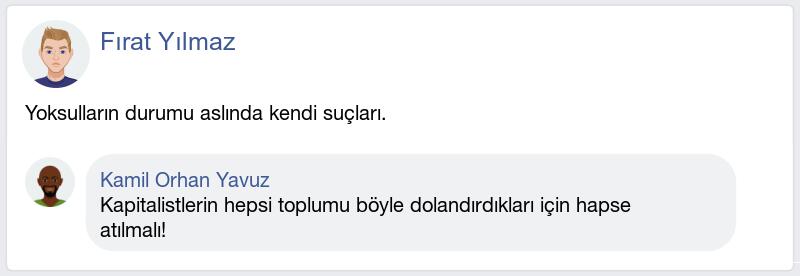 Fırat Yılmaz
Yoksulların durumu aslında kendi suçları.
Kamil Orhan Yavuz
Kapitalistlerin hepsi toplumu böyle dolandırdıkları için hapse
atılmalı!